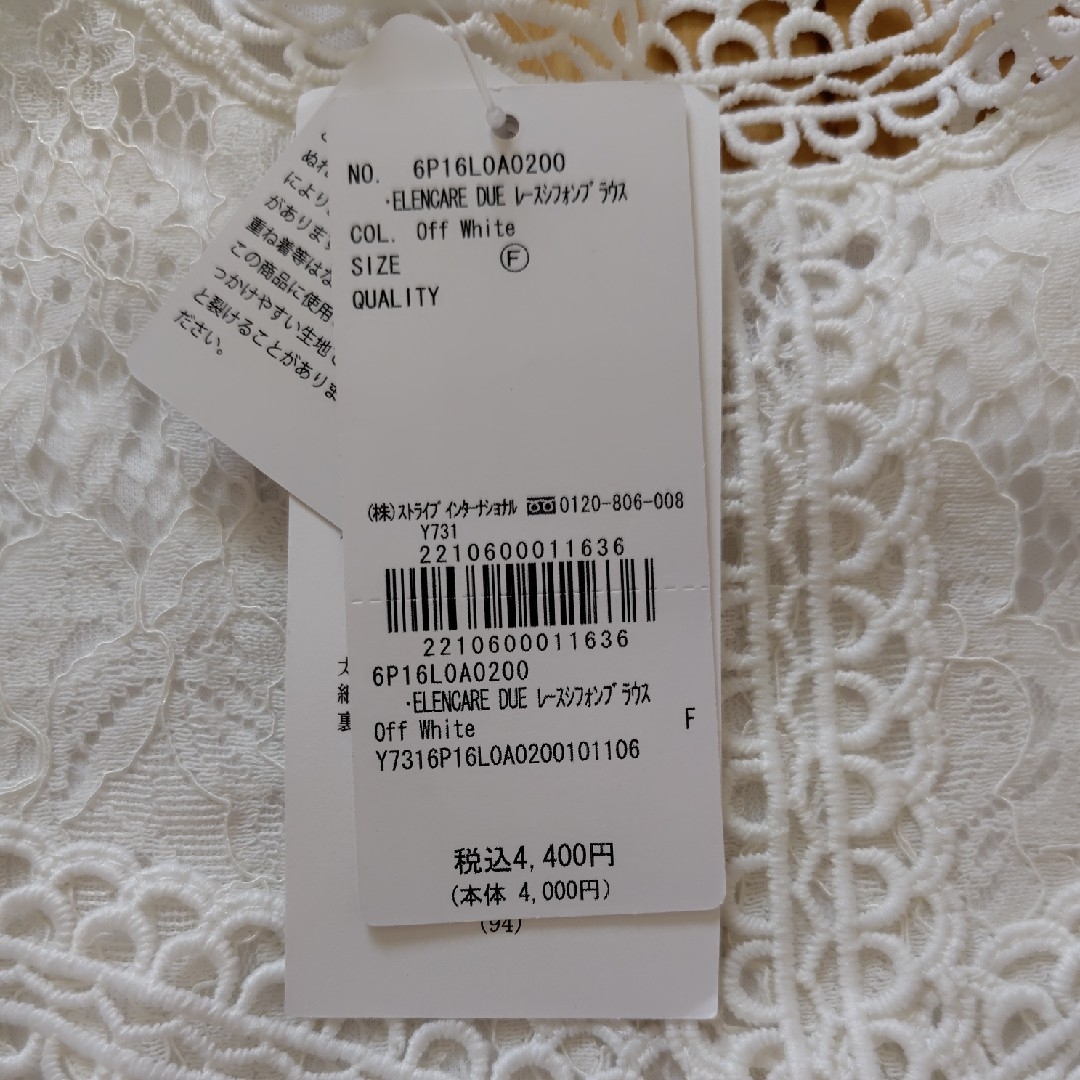 NO. 6P16L0A0200
・ELENCARE DUE ﾚｰｽｼﾌｫﾝﾌﾞﾗｳｽ
COL. Off White
SIZE Ⓕ
QUALITY
(株)ｽﾄﾗｲﾌﾟｲﾝﾀｰﾅｼｮﾅﾙ 0120-806-008
Y731
2210600011636
2210600011636
6P16L0A0200
・ELENCARE DUE ﾚｰｽｼﾌｫﾝﾌﾞﾗｳｽ
Off White F
Y7316P16L0A0200101106
税込4,400円
(本体 4,000円)
(94)
ぬれ
により
がありま
重ね着等はな
この商品に使用
っかけやすい生地
と裂けることがありま
ださい。
裏